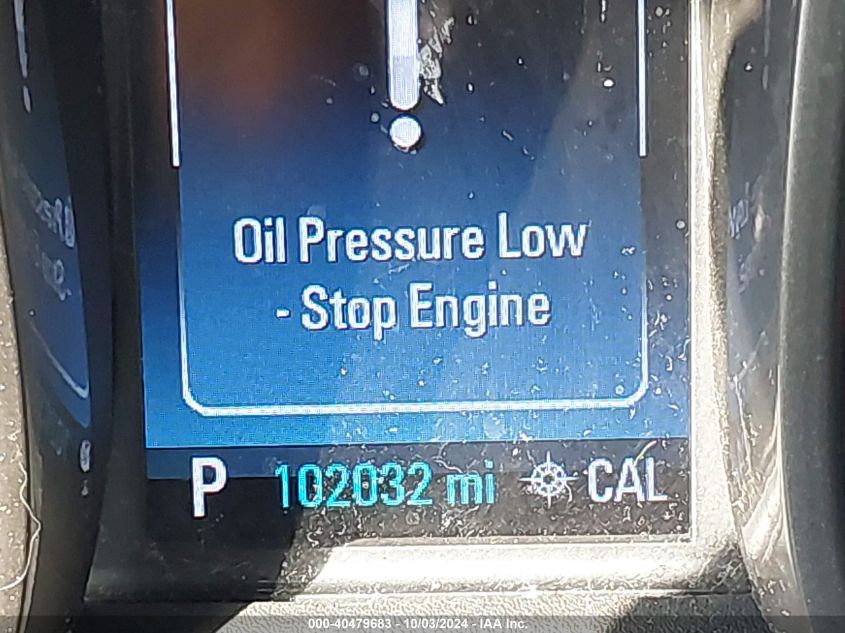 Oil Pressure Low
- Stop Engine
P 102032 mi CAL
000-40479683 - 10/03/2024 - IAA Inc.